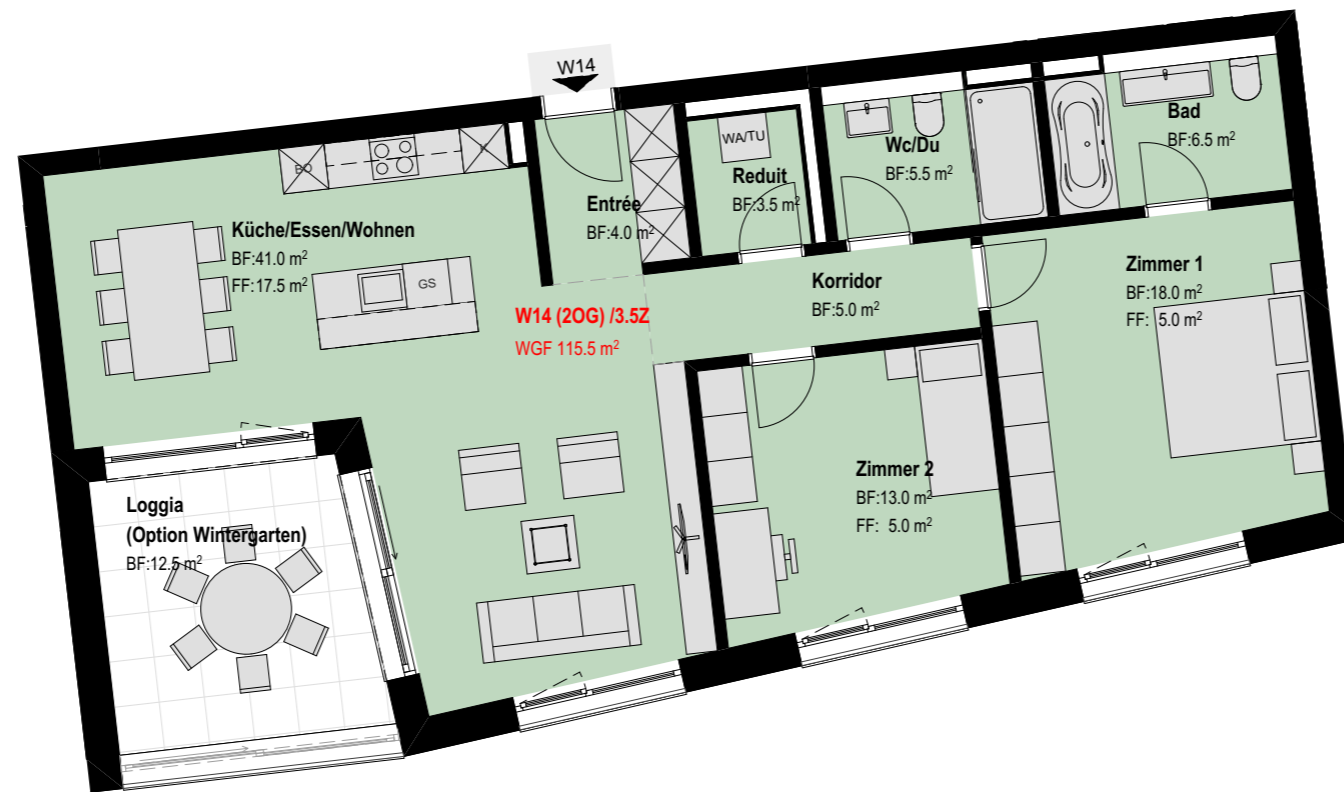 W14
BO
K
WA/TU
Küche/Essen/Wohnen
BF:41.0 m²
FF:17.5 m²
GS
Entrée
BF:4.0 m²
Reduit
BF:3.5 m²
Wc/Du
BF:5.5 m²
Bad
BF:6.5 m²
W14 (2OG) /3.5Z
WGF 115.5 m²
Korridor
BF:5.0 m²
Zimmer 1
BF:18.0 m²
FF: 5.0 m²
Zimmer 2
BF:13.0 m²
FF: 5.0 m²
Loggia
(Option Wintergarten)
BF:12.5 m²